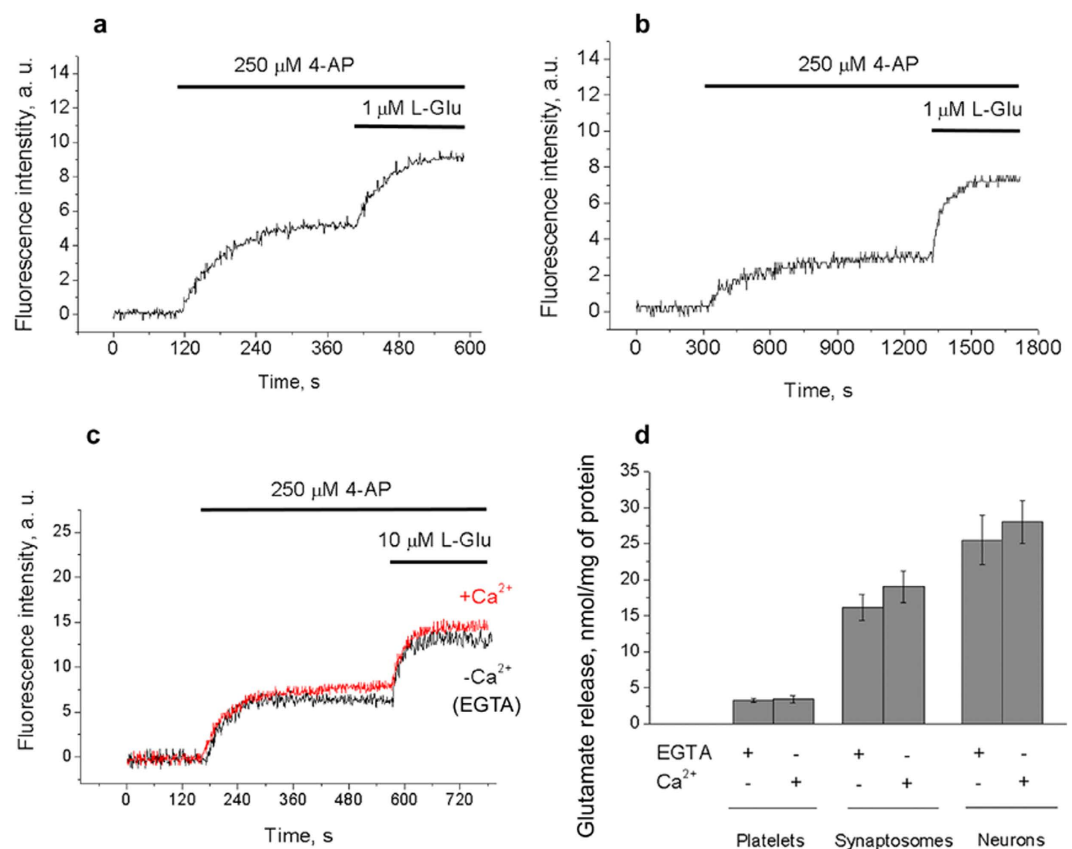 a
250 μM 4-AP
1 μM L-Glu
Fluorescence intenstity, a. u.
14
12
10
8
6
4
2
0
0 120 240 360 480 600
Time, s
b
250 μM 4-AP
1 μM L-Glu
Fluorescence intensity, a. u.
14
12
10
8
6
4
2
0
0 300 600 900 1200 1500 1800
Time, s
c
250 μM 4-AP
10 μM L-Glu
+Ca²⁺
-Ca²⁺
(EGTA)
Fluorescence intensity, a. u.
25
20
15
10
5
0
0 120 240 360 480 600 720
Time, s
d
Glutamate release, nmol/mg of protein
35
30
25
20
15
10
5
0
EGTA + - + - + -
Ca²⁺ - + - + - +
Platelets Synaptosomes Neurons